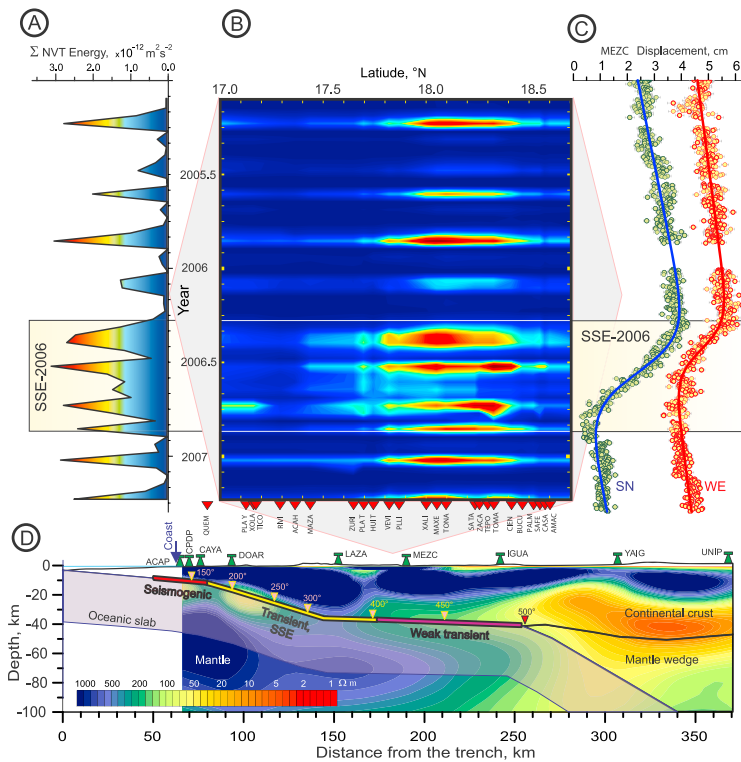 A
B
C
Σ NVT Energy, x10-12 m2s-2
3.0 2.0 1.0 0.0
Latiude, °N
17.0 17.5 18.0 18.5
MEZC Displacement, cm
0 1 2 3 4 5 6
2005.5
2006
2006.5
2007
Year
SSE-2006
SSE-2006
SN
WE
QUEM
PLAY
XOLA
TICO
RIVI
ACAH
MAZA
ZURI
PLAT
HUIT
VEVI
PLLI
XALI
MAXE
TONA
SATA
ZACA
TEPO
TOMA
CIEN
BUCU
PALM
SAFE
CASA
AMAC
D
Coast
ACAP
CPDP
CAYA
DOAR
LAZA
MEZC
IGUA
YAIG
UNIP
150°
200°
250°
300°
400°
450°
500°
Seismogenic
Transient, SSE
Weak transient
Oceanic slab
Mantle
Continental crust
Mantle wedge
1000 500 200 100 50 20 10 5 2 1 Ω m
Depth, km
0
-20
-40
-60
-80
-100
0 50 100 150 200 250 300 350
Distance from the trench, km